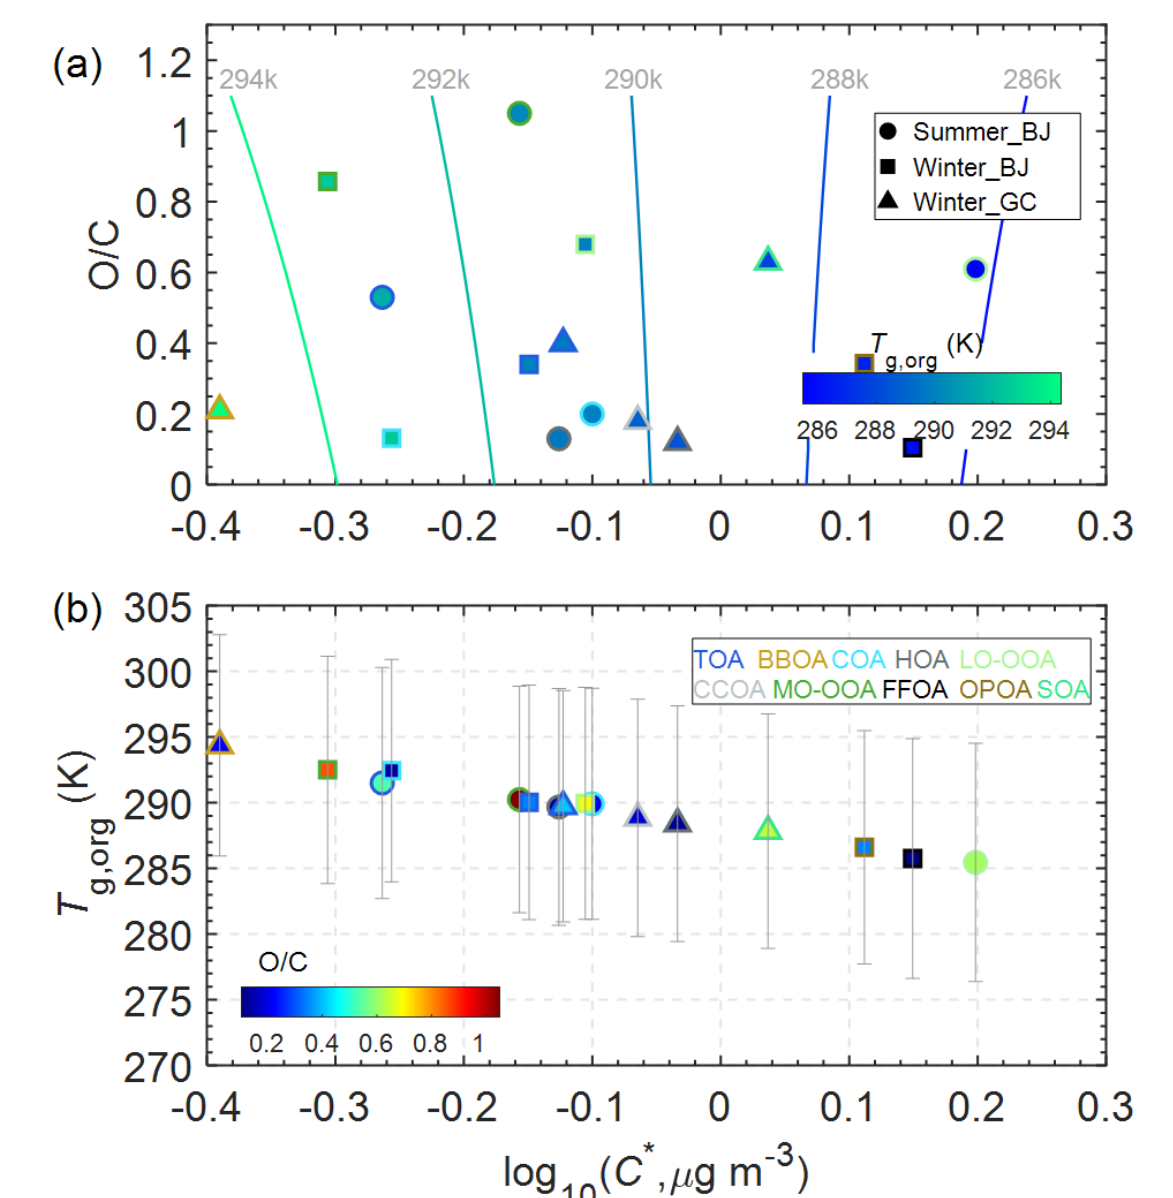 (a)
294k 292k 290k 288k 286k
1.2
1
0.8
0.6
0.4
0.2
0
O/C
Summer_BJ
Winter_BJ
Winter_GC
T g,org (K)
286 288 290 292 294
-0.4 -0.3 -0.2 -0.1 0 0.1 0.2 0.3
(b)
305
300
295
290
285
280
275
270
T g,org (K)
TOA BBOA COA HOA LO-OOA
CCOA MO-OOA FFOA OPOA SOA
O/C
0.2 0.4 0.6 0.8 1
-0.4 -0.3 -0.2 -0.1 0 0.1 0.2 0.3
log10(C*,μg m-3)